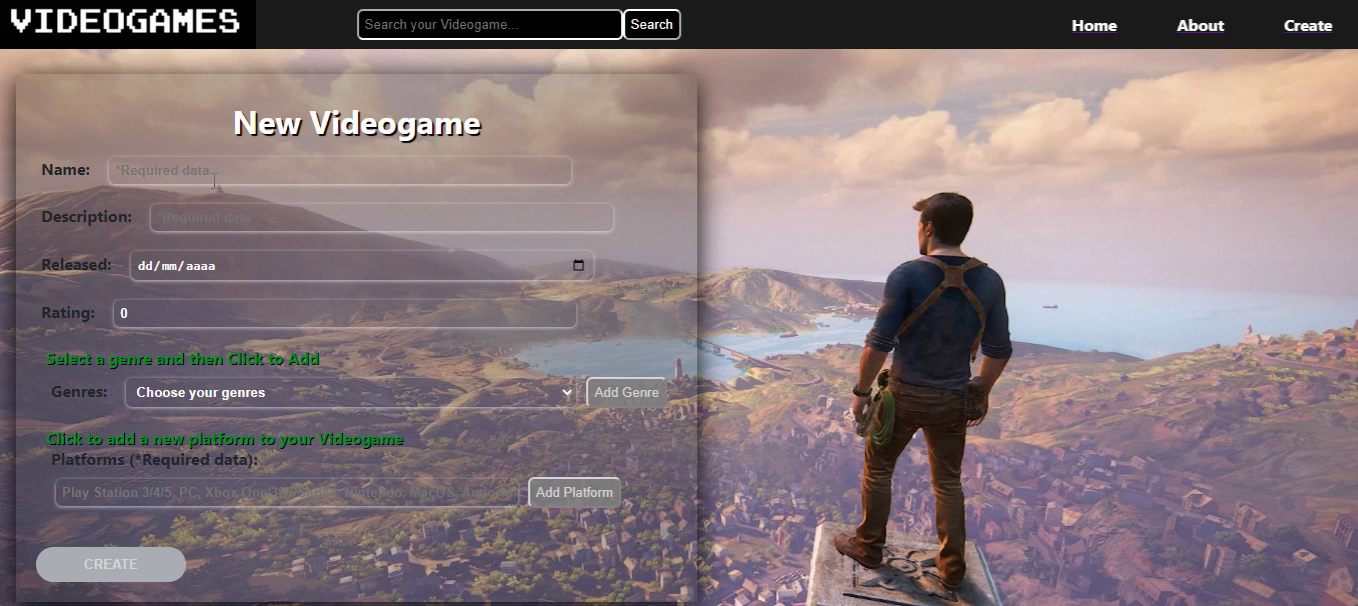 VIDEOGAMES
Search your Videogame... Search
Home About Create
New Videogame
Name: *Required data
Description: *Required data
Released: dd/mm/aaaa
Rating: 0
Select a genre and then Click to Add
Genres: Choose your genres Add Genre
Click to add a new platform to your Videogame
Platforms (*Required data):
Play Station 3/4/5, PC, Xbox Nintendo, MacOS, Add Platform
CREATE